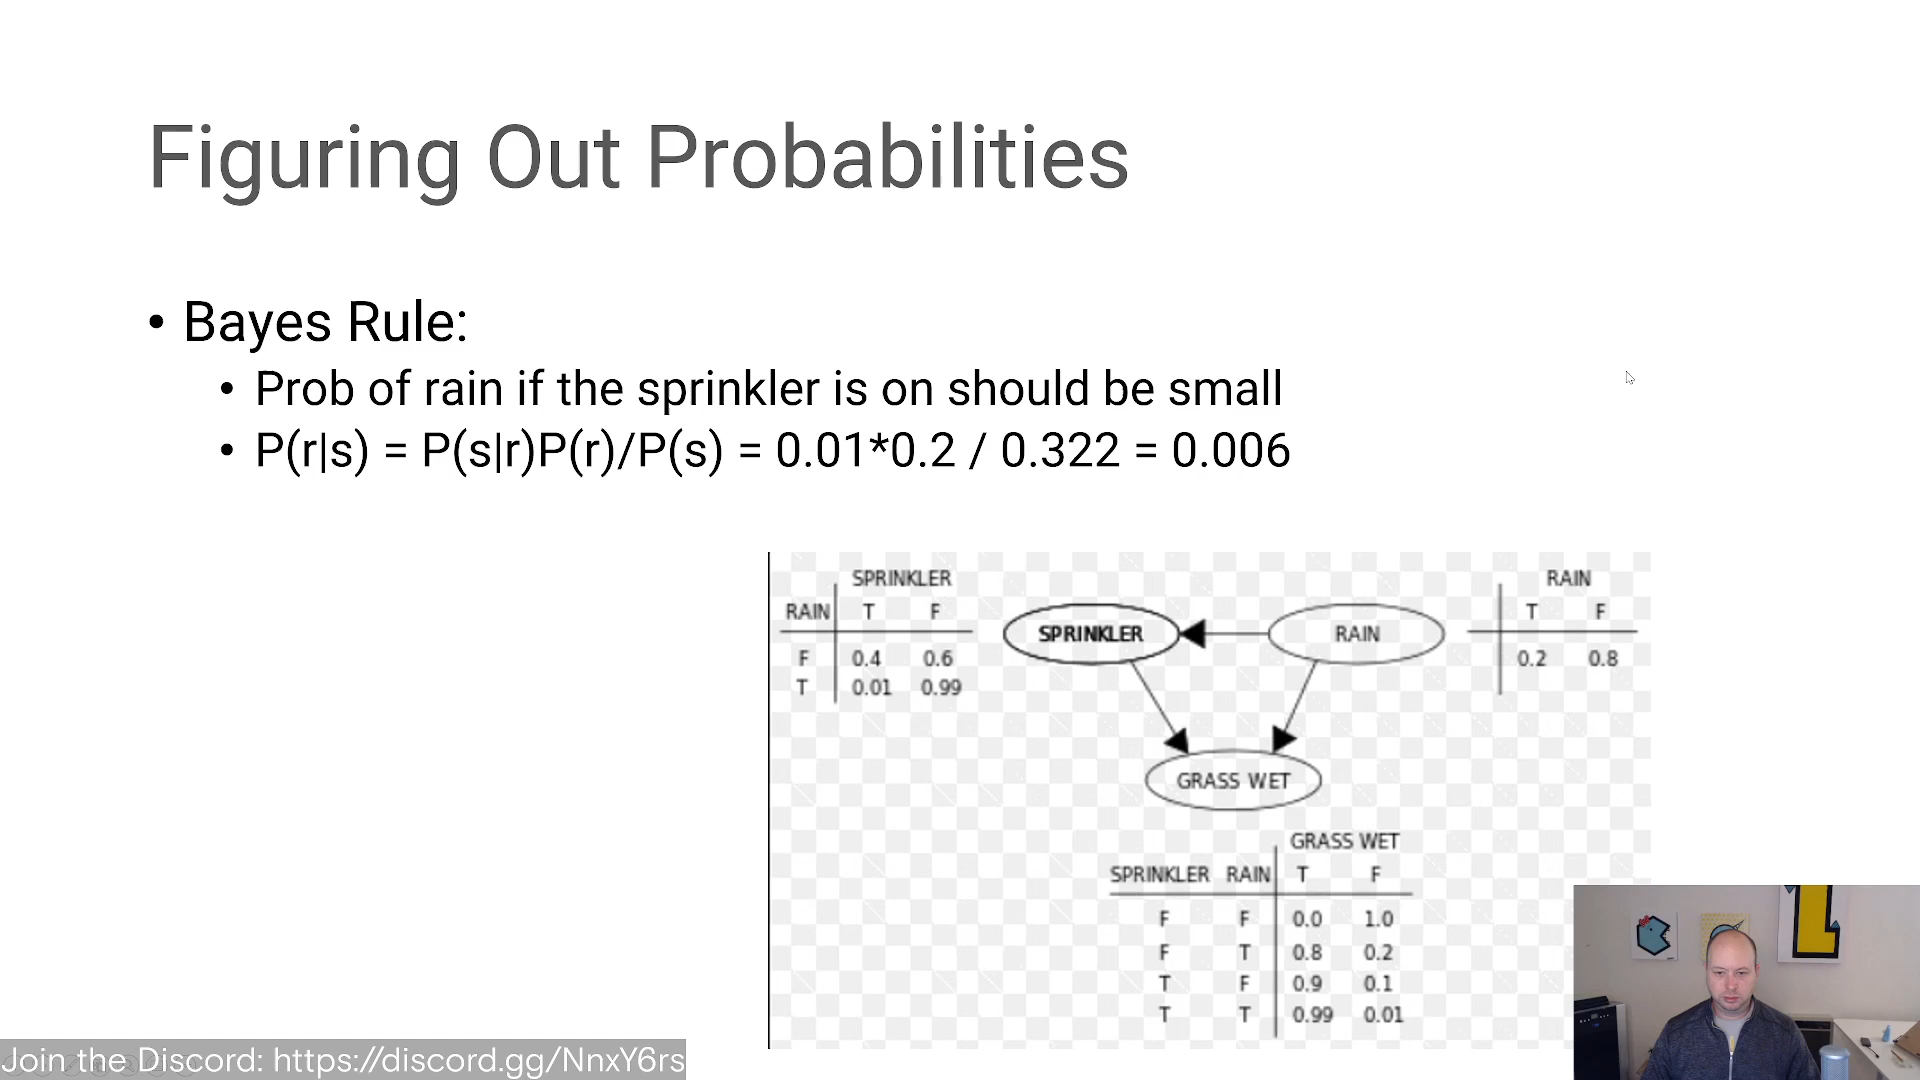 Figuring Out Probabilities
• Bayes Rule:
• Prob of rain if the sprinkler is on should be small
• P(r|s) = P(s|r)P(r)/P(s) = 0.01*0.2 / 0.322 = 0.006
SPRINKLER
RAIN T F
F 0.4 0.6
T 0.01 0.99
SPRINKLER
RAIN
RAIN
T F
0.2 0.8
GRASS WET
GRASS WET
SPRINKLER RAIN T F
F F 0.0 1.0
F T 0.8 0.2
T F 0.9 0.1
T T 0.99 0.01
Join the Discord: https://discord.gg/NnxY6rs